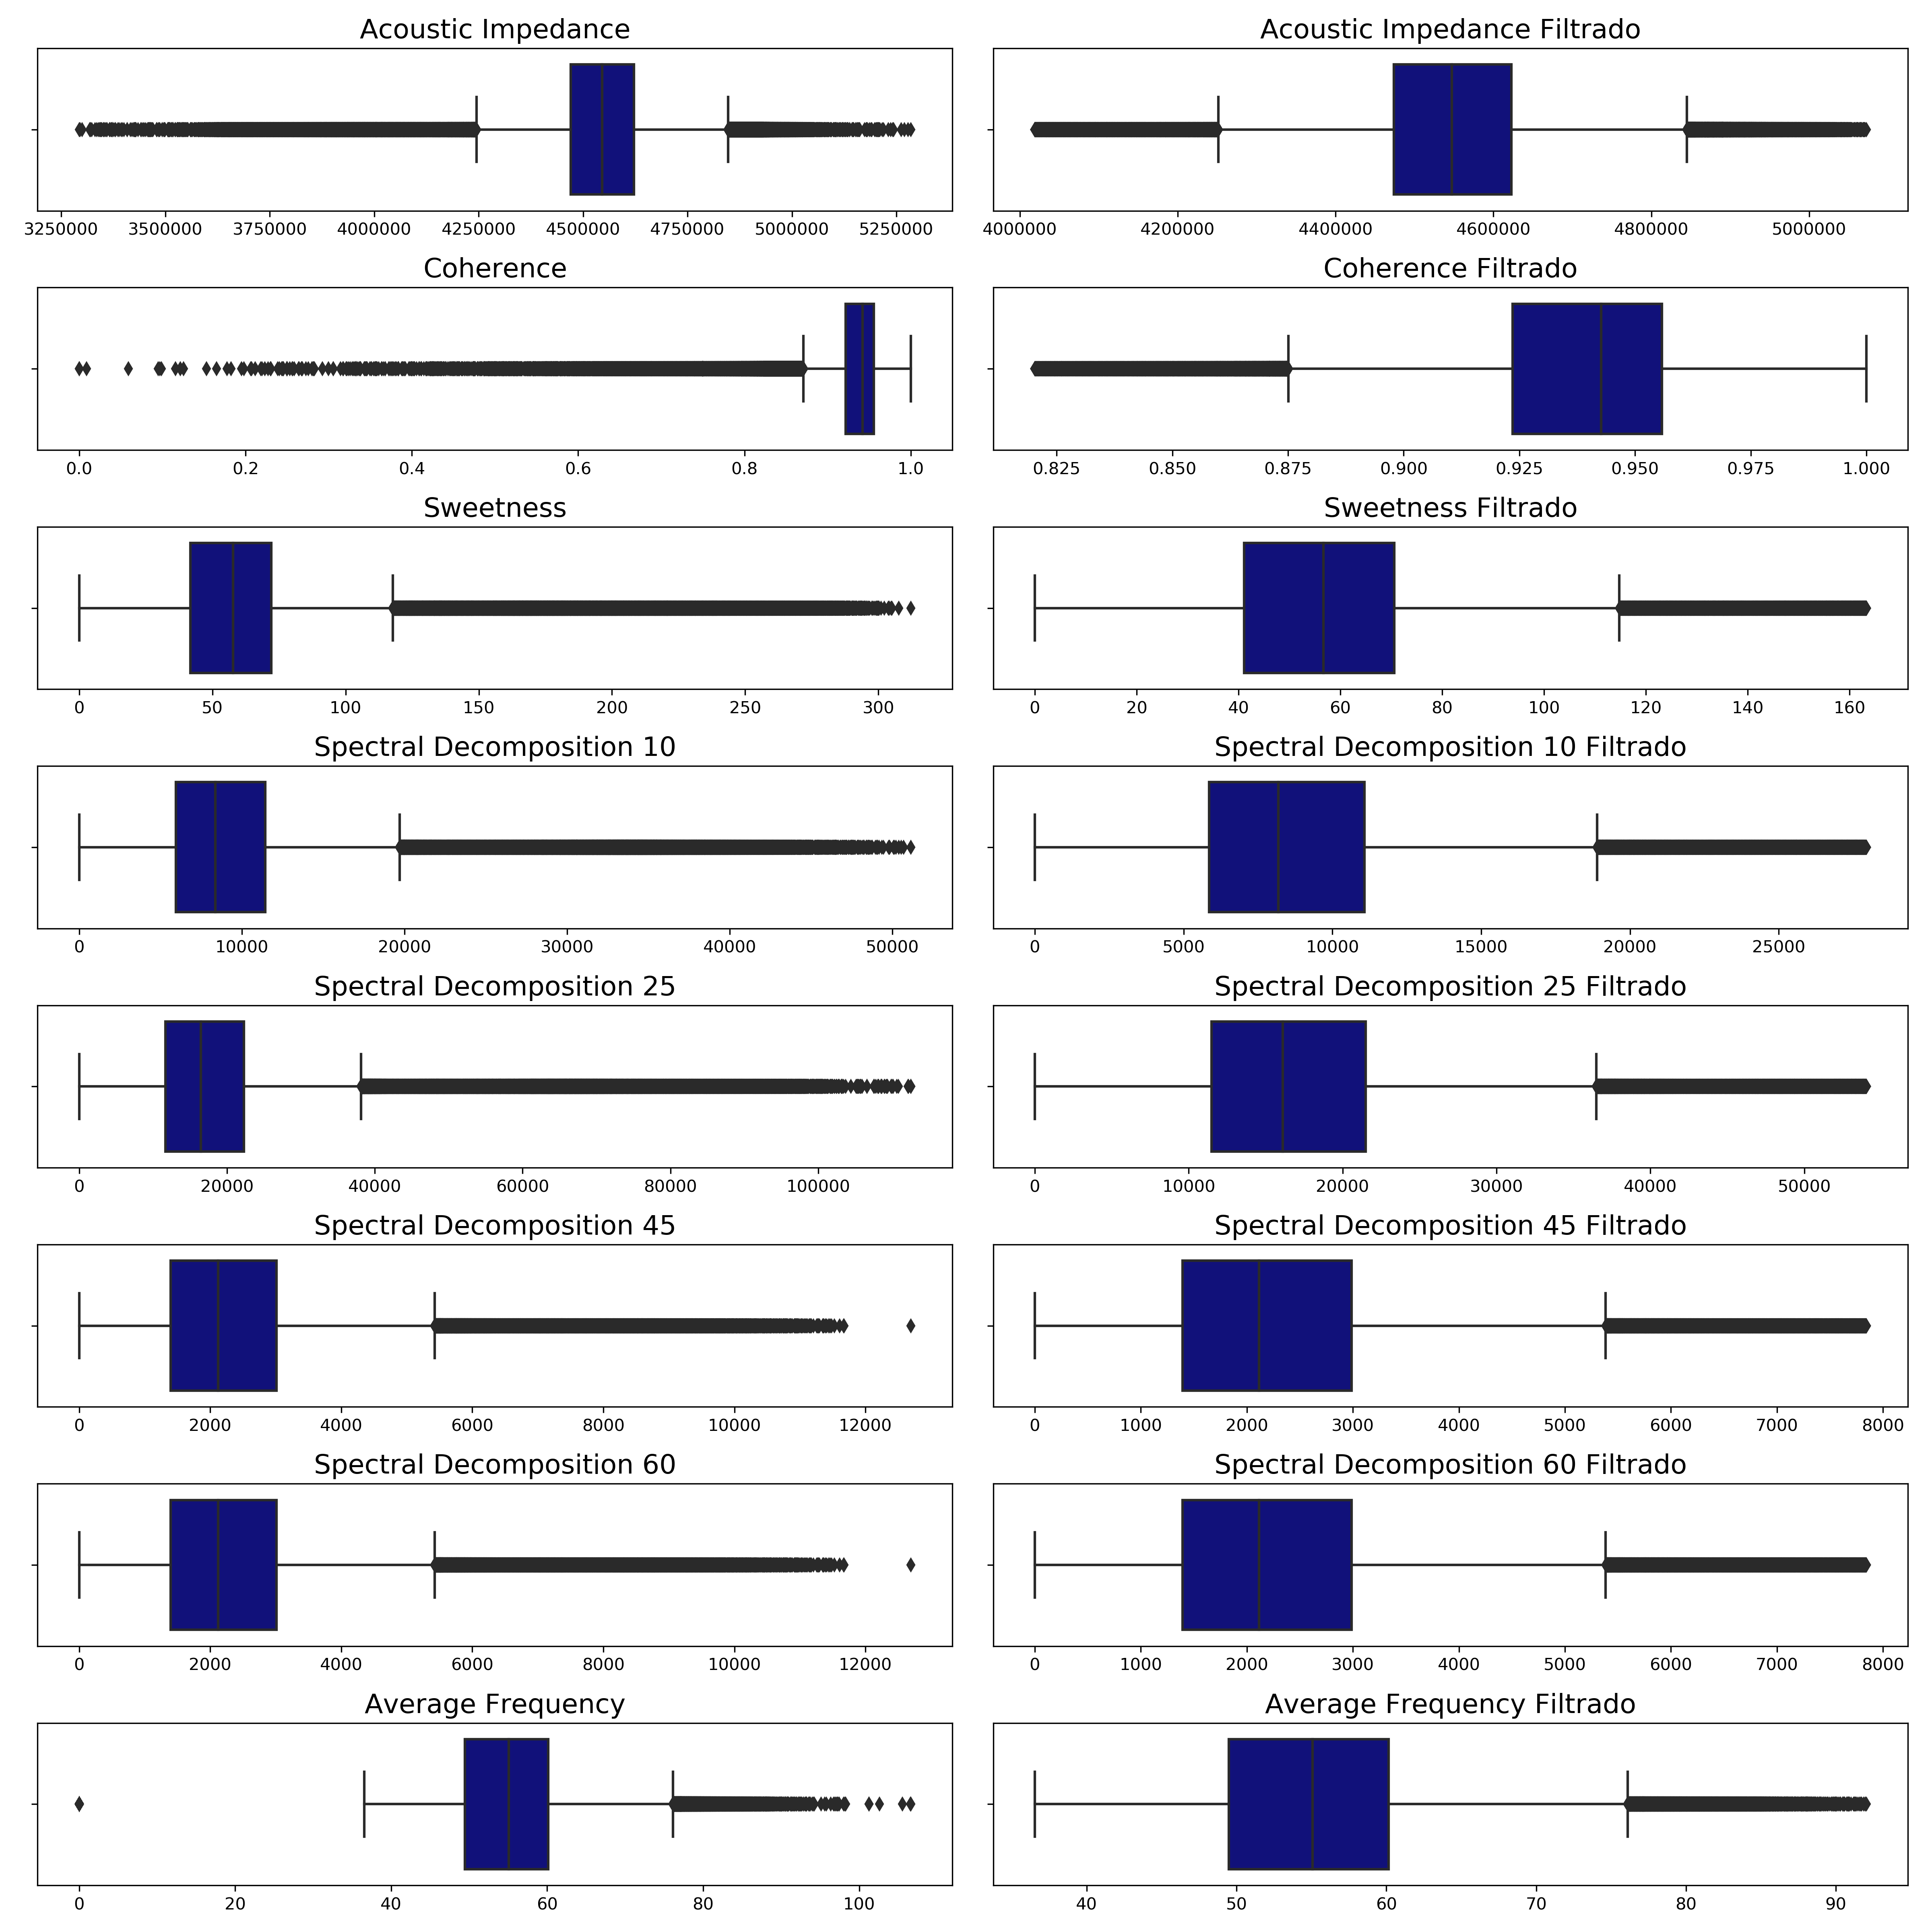 Acoustic Impedance
3250000 3500000 3750000 4000000 4250000 4500000 4750000 5000000 5250000
Acoustic Impedance Filtrado
4000000 4200000 4400000 4600000 4800000 5000000
Coherence
0.0 0.2 0.4 0.6 0.8 1.0
Coherence Filtrado
0.825 0.850 0.875 0.900 0.925 0.950 0.975 1.000
Sweetness
0 50 100 150 200 250 300
Sweetness Filtrado
0 20 40 60 80 100 120 140 160
Spectral Decomposition 10
0 10000 20000 30000 40000 50000
Spectral Decomposition 10 Filtrado
0 5000 10000 15000 20000 25000
Spectral Decomposition 25
0 20000 40000 60000 80000 100000
Spectral Decomposition 25 Filtrado
0 10000 20000 30000 40000 50000
Spectral Decomposition 45
0 2000 4000 6000 8000 10000 12000
Spectral Decomposition 45 Filtrado
0 1000 2000 3000 4000 5000 6000 7000 8000
Spectral Decomposition 60
0 2000 4000 6000 8000 10000 12000
Spectral Decomposition 60 Filtrado
0 1000 2000 3000 4000 5000 6000 7000 8000
Average Frequency
0 20 40 60 80 100
Average Frequency Filtrado
40 50 60 70 80 90